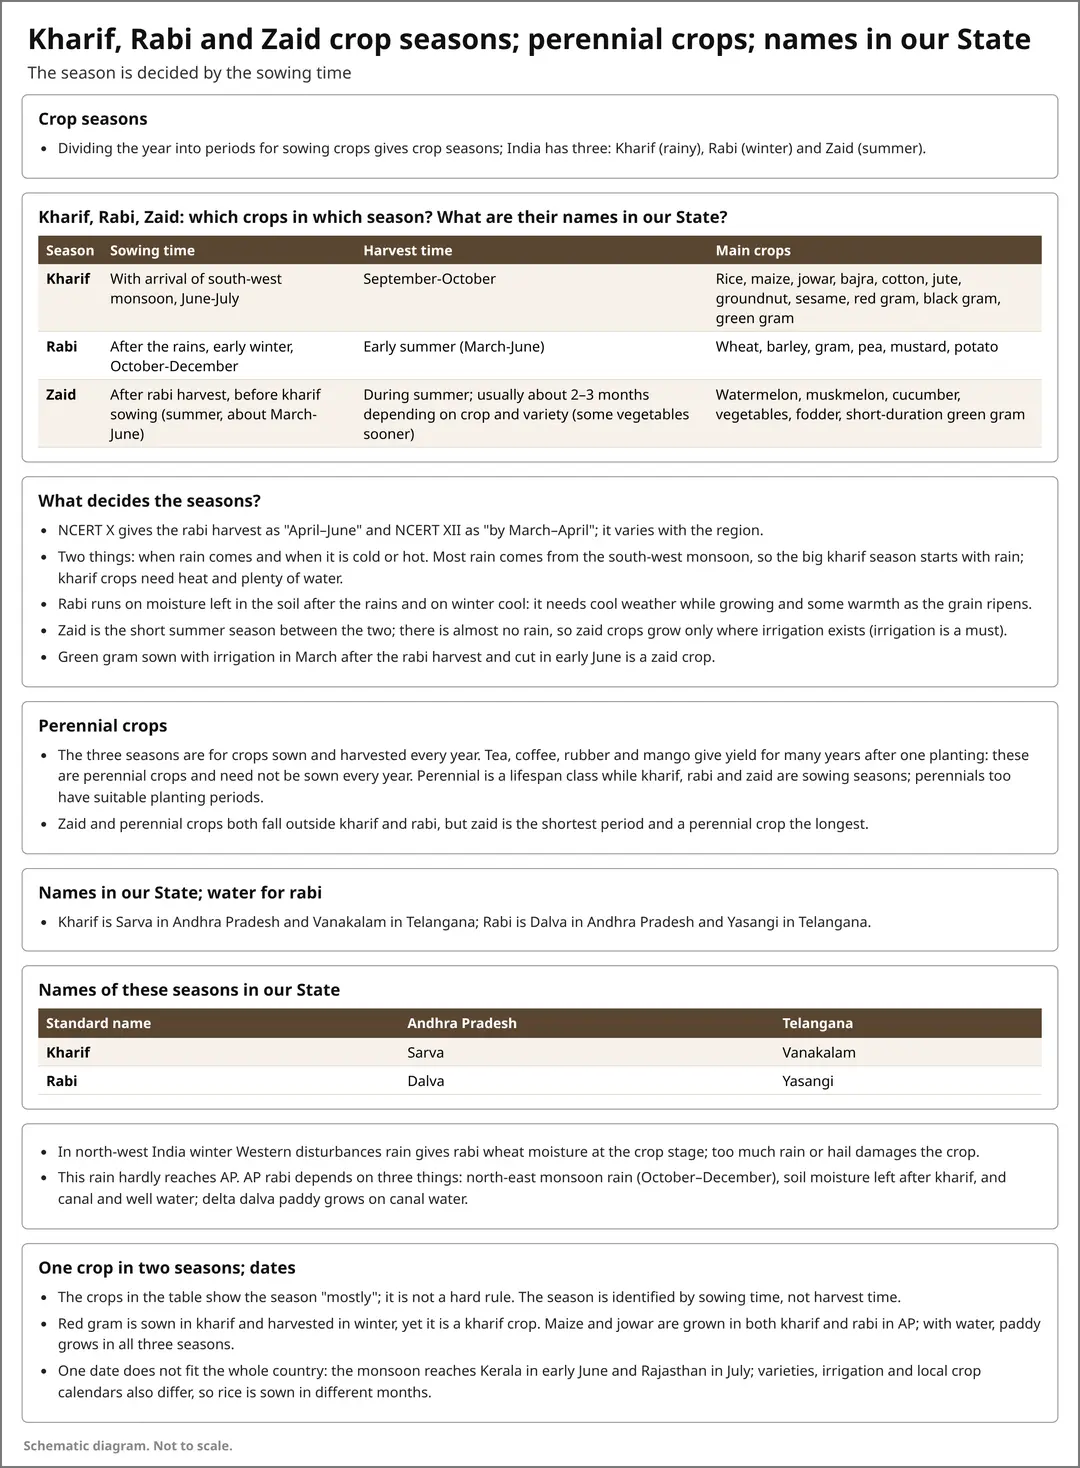 Kharif, Rabi and Zaid crop seasons; perennial crops; names in our State
The season is decided by the sowing time
Crop seasons
• Dividing the year into periods for sowing crops gives crop seasons; India has three: Kharif (rainy), Rabi (winter) and Zaid (summer).
Kharif, Rabi, Zaid: which crops in which season? What are their names in our State?
Season Sowing time Harvest time Main crops
Kharif With arrival of south-west September-October Rice, maize, jowar, bajra, cotton, jute,
monsoon, June-July groundnut, sesame, red gram, black gram,
green gram
Rabi After the rains, early winter, Early summer (March-June) Wheat, barley, gram, pea, mustard, potato
October-December
Zaid After rabi harvest, before kharif During summer; usually about 2–3 months Watermelon, muskmelon, cucumber,
sowing (summer, about March- depending on crop and variety (some vegetables vegetables, fodder, short-duration green gram
June) sooner)
What decides the seasons?
• NCERT X gives the rabi harvest as "April–June" and NCERT XII as "by March–April"; it varies with the region.
• Two things: when rain comes and when it is cold or hot. Most rain comes from the south-west monsoon, so the big kharif season starts with rain;
kharif crops need heat and plenty of water.
• Rabi runs on moisture left in the soil after the rains and on winter cool: it needs cool weather while growing and some warmth as the grain ripens.
• Zaid is the short summer season between the two; there is almost no rain, so zaid crops grow only where irrigation exists (irrigation is a must).
• Green gram sown with irrigation in March after the rabi harvest and cut in early June is a zaid crop.
Perennial crops
• The three seasons are for crops sown and harvested every year. Tea, coffee, rubber and mango give yield for many years after one planting: these
are perennial crops and need not be sown every year. Perennial is a lifespan class while kharif, rabi and zaid are sowing seasons; perennials too
have suitable planting periods.
• Zaid and perennial crops both fall outside kharif and rabi, but zaid is the shortest period and a perennial crop the longest.
Names in our State; water for rabi
• Kharif is Sarva in Andhra Pradesh and Vanakalam in Telangana; Rabi is Dalva in Andhra Pradesh and Yasangi in Telangana.
Names of these seasons in our State
Standard name Andhra Pradesh Telangana
Kharif Sarva Vanakalam
Rabi Dalva Yasangi
• In north-west India winter Western disturbances rain gives rabi wheat moisture at the crop stage; too much rain or hail damages the crop.
• This rain hardly reaches AP. AP rabi depends on three things: north-east monsoon rain (October–December), soil moisture left after kharif, and
canal and well water; delta dalva paddy grows on canal water.
One crop in two seasons; dates
• The crops in the table show the season "mostly"; it is not a hard rule. The season is identified by sowing time, not harvest time.
• Red gram is sown in kharif and harvested in winter, yet it is a kharif crop. Maize and jowar are grown in both kharif and rabi in AP; with water, paddy
grows in all three seasons.
• One date does not fit the whole country: the monsoon reaches Kerala in early June and Rajasthan in July; varieties, irrigation and local crop
calendars also differ, so rice is sown in different months.
Schematic diagram. Not to scale.